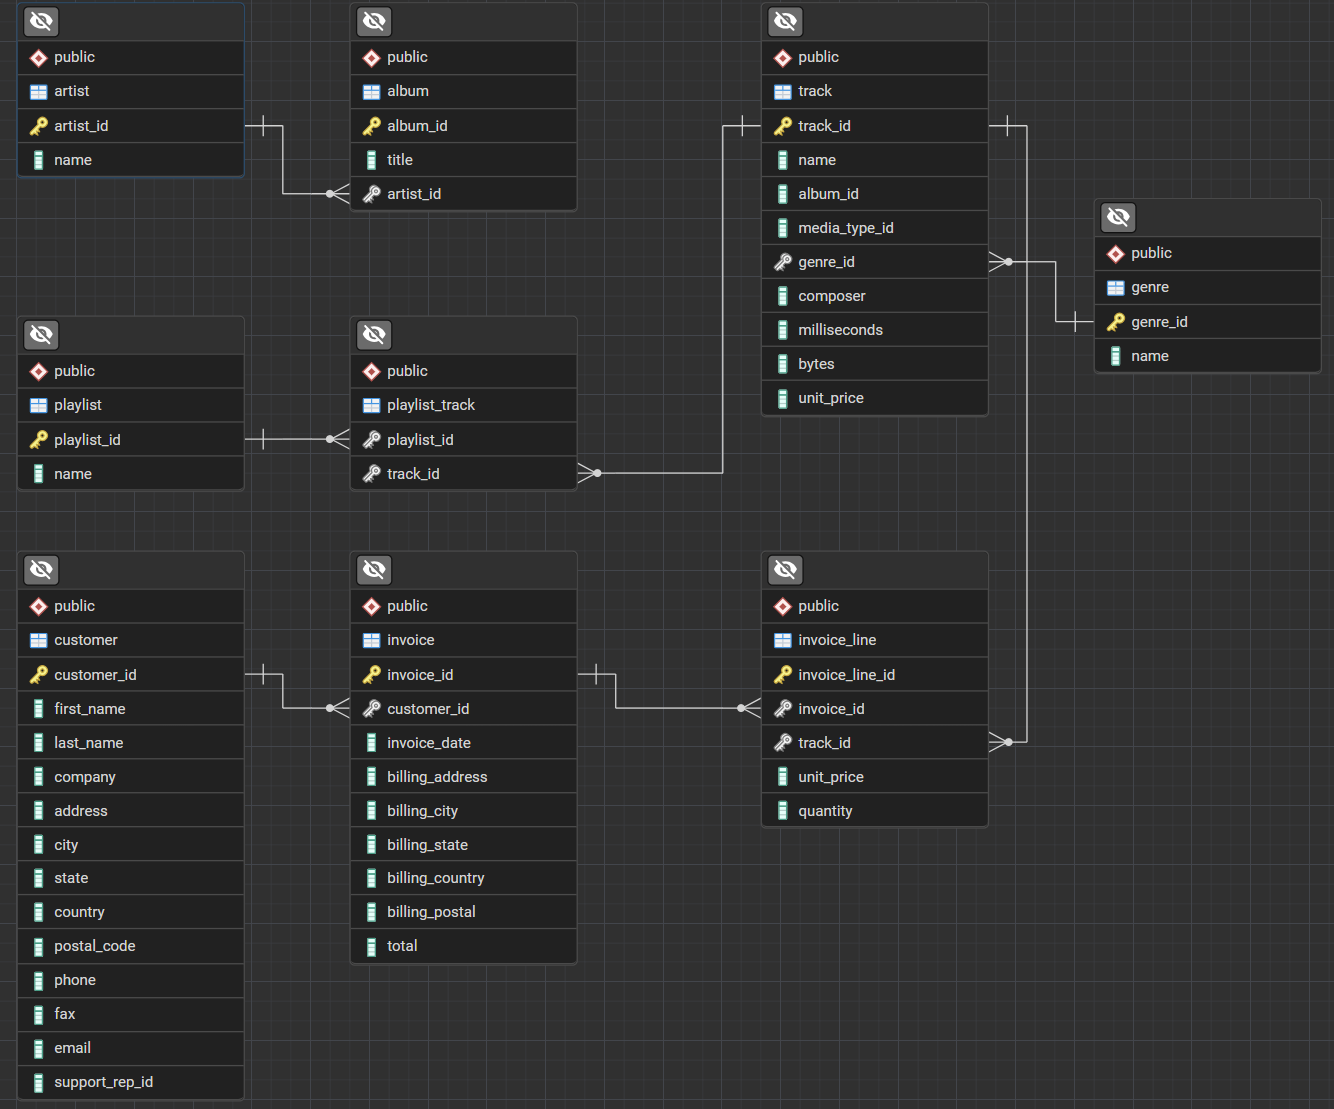 public
artist
artist_id
name
public
album
album_id
title
artist_id
public
track
track_id
name
album_id
media_type_id
genre_id
composer
milliseconds
bytes
unit_price
public
genre
genre_id
name
public
playlist
playlist_id
name
public
playlist_track
playlist_id
track_id
public
customer
customer_id
first_name
last_name
company
address
city
state
country
postal_code
phone
fax
email
support_rep_id
public
invoice
invoice_id
customer_id
invoice_date
billing_address
billing_city
billing_state
billing_country
billing_postal
total
public
invoice_line
invoice_line_id
invoice_id
track_id
unit_price
quantity